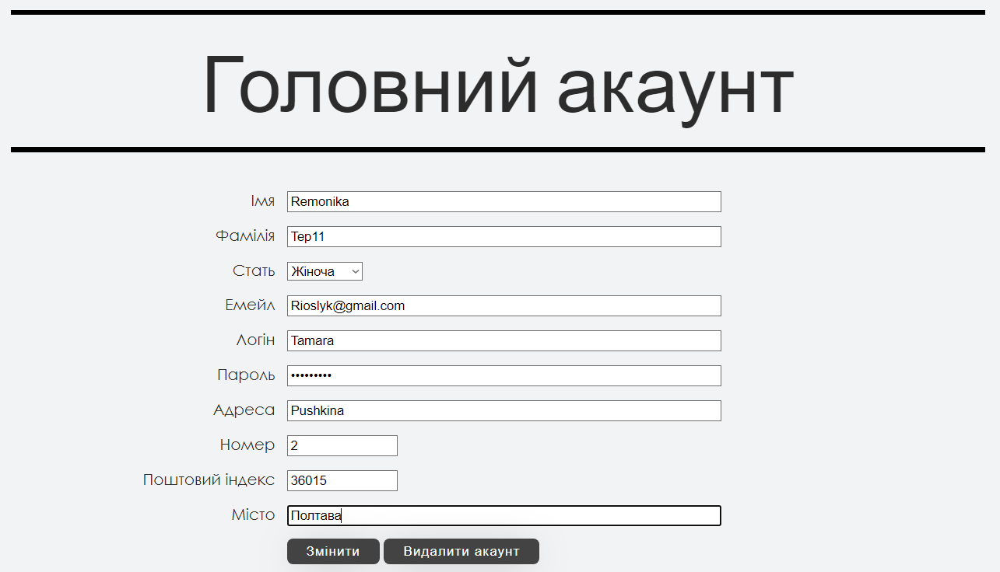 Головний акаунт
Імя Remonika
Фамілія Тер11
Стать Жіноча
Емейл Rioslyk@gmail.com
Логін Tamara
Пароль •••••••••
Адреса Pushkina
Номер 2
Поштовий індекс 36015
Місто Полтава
Змінити Видалити акаунт